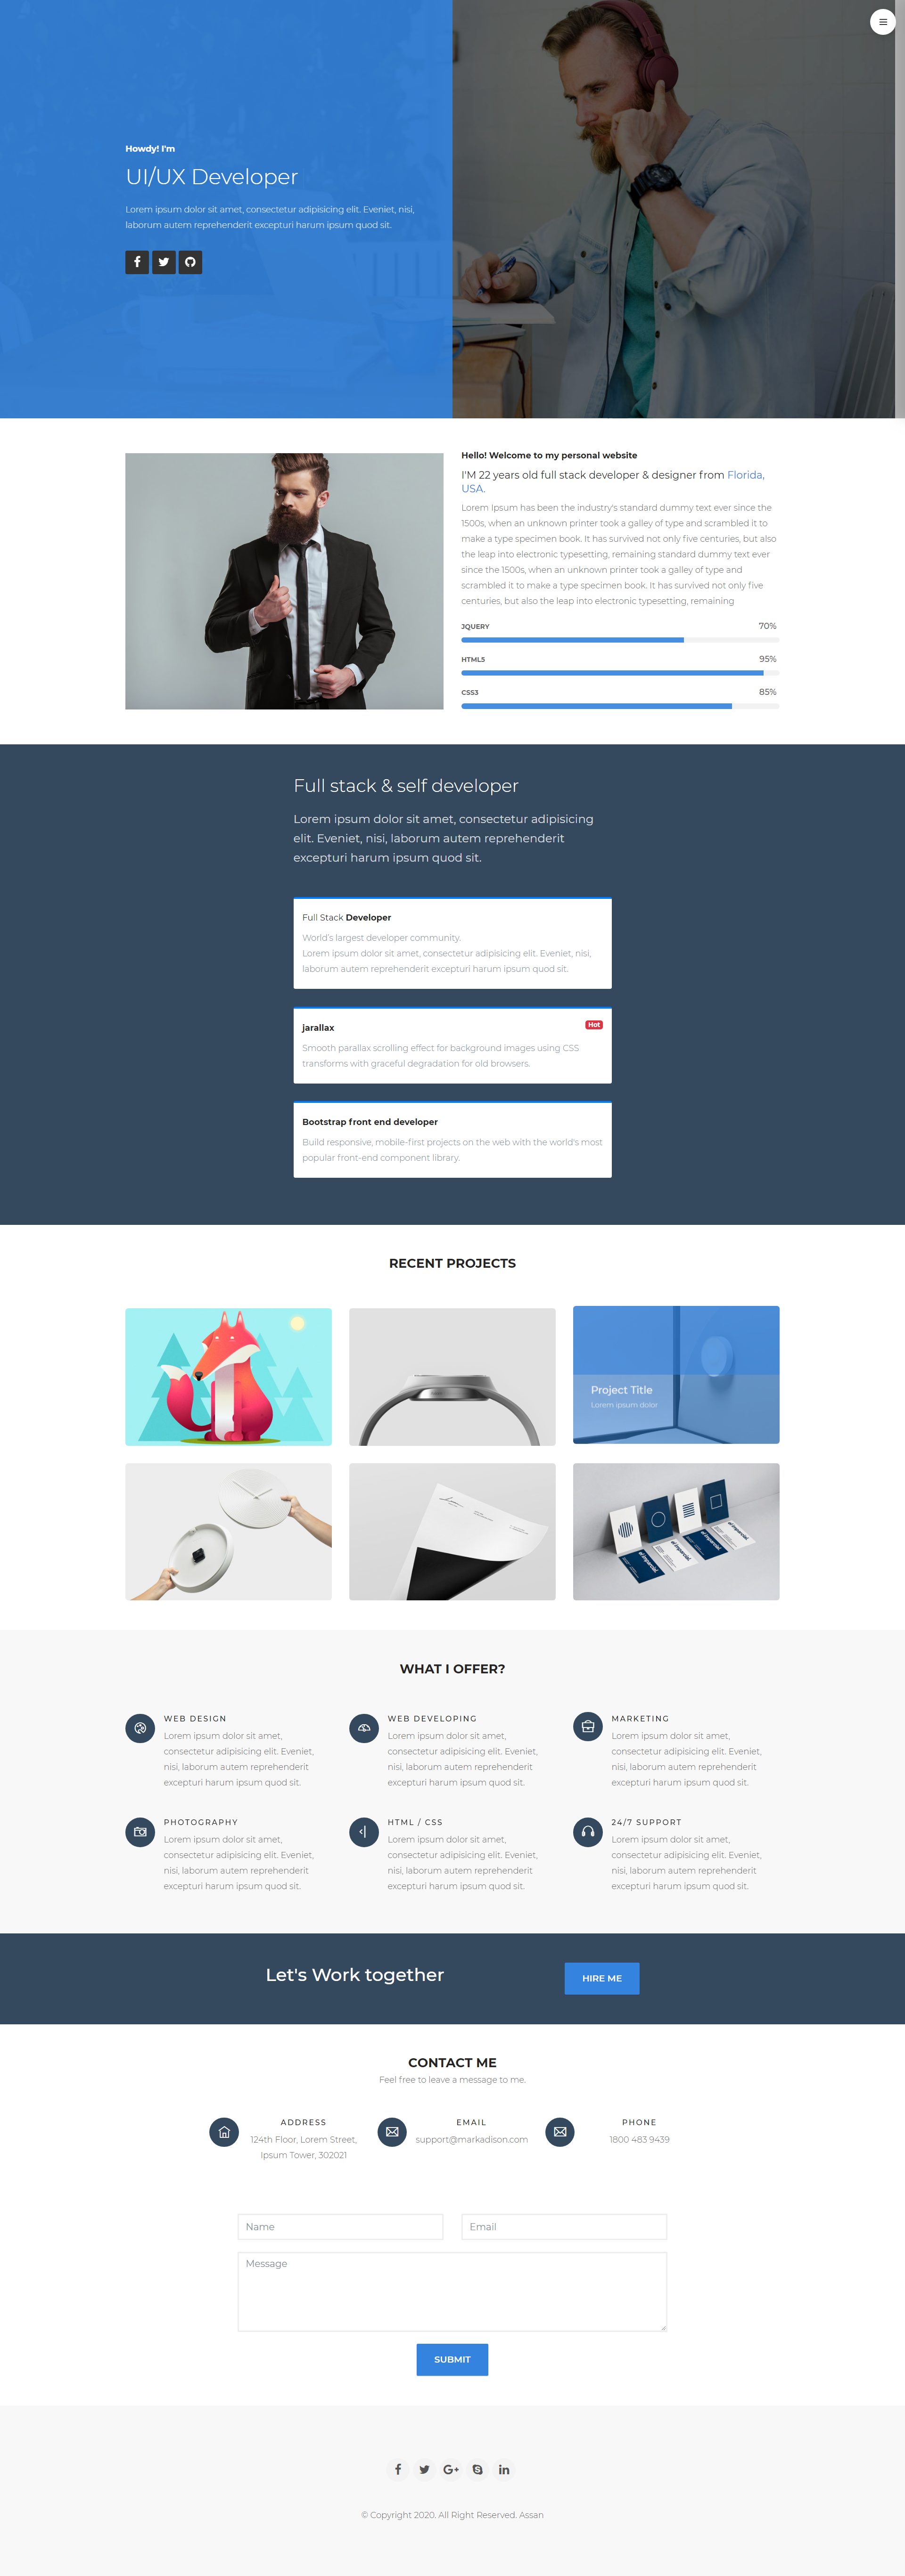 Howdy! I'm
UI/UX Developer
Lorem ipsum dolor sit amet, consectetur adipisicing elit. Eveniet, nisi,
laborum autem reprehenderit excepturi harum ipsum quod sit.
Hello! Welcome to my personal website
I'M 22 years old full stack developer & designer from Florida,
USA.
Lorem Ipsum has been the industry's standard dummy text ever since the
1500s, when an unknown printer took a galley of type and scrambled it to
make a type specimen book. It has survived not only five centuries, but also
the leap into electronic typesetting, remaining standard dummy text ever
since the 1500s, when an unknown printer took a galley of type and
scrambled it to make a type specimen book. It has survived not only five
centuries, but also the leap into electronic typesetting, remaining
JQUERY 70%
HTML5 95%
CSS3 85%
Full stack & self developer
Lorem ipsum dolor sit amet, consectetur adipisicing
elit. Eveniet, nisi, laborum autem reprehenderit
excepturi harum ipsum quod sit.
Full Stack Developer
World's largest developer community.
Lorem ipsum dolor sit amet, consectetur adipisicing elit. Eveniet, nisi,
laborum autem reprehenderit excepturi harum ipsum quod sit.
jarallax Hot
Smooth parallax scrolling effect for background images using CSS
transforms with graceful degradation for old browsers.
Bootstrap front end developer
Build responsive, mobile-first projects on the web with the world's most
popular front-end component library.
RECENT PROJECTS
Project Title
Lorem ipsum dolor
WHAT I OFFER?
WEB DESIGN
Lorem ipsum dolor sit amet,
consectetur adipisicing elit. Eveniet,
nisi, laborum autem reprehenderit
excepturi harum ipsum quod sit.
WEB DEVELOPING
Lorem ipsum dolor sit amet,
consectetur adipisicing elit. Eveniet,
nisi, laborum autem reprehenderit
excepturi harum ipsum quod sit.
MARKETING
Lorem ipsum dolor sit amet,
consectetur adipisicing elit. Eveniet,
nisi, laborum autem reprehenderit
excepturi harum ipsum quod sit.
PHOTOGRAPHY
Lorem ipsum dolor sit amet,
consectetur adipisicing elit. Eveniet,
nisi, laborum autem reprehenderit
excepturi harum ipsum quod sit.
HTML / CSS
Lorem ipsum dolor sit amet,
consectetur adipisicing elit. Eveniet,
nisi, laborum autem reprehenderit
excepturi harum ipsum quod sit.
24/7 SUPPORT
Lorem ipsum dolor sit amet,
consectetur adipisicing elit. Eveniet,
nisi, laborum autem reprehenderit
excepturi harum ipsum quod sit.
Let's Work together
HIRE ME
CONTACT ME
Feel free to leave a message to me.
ADDRESS
124th Floor, Lorem Street,
Ipsum Tower, 302021
EMAIL
support@markadison.com
PHONE
1800 483 9439
Name
Email
Message
SUBMIT
© Copyright 2020. All Right Reserved. Assan